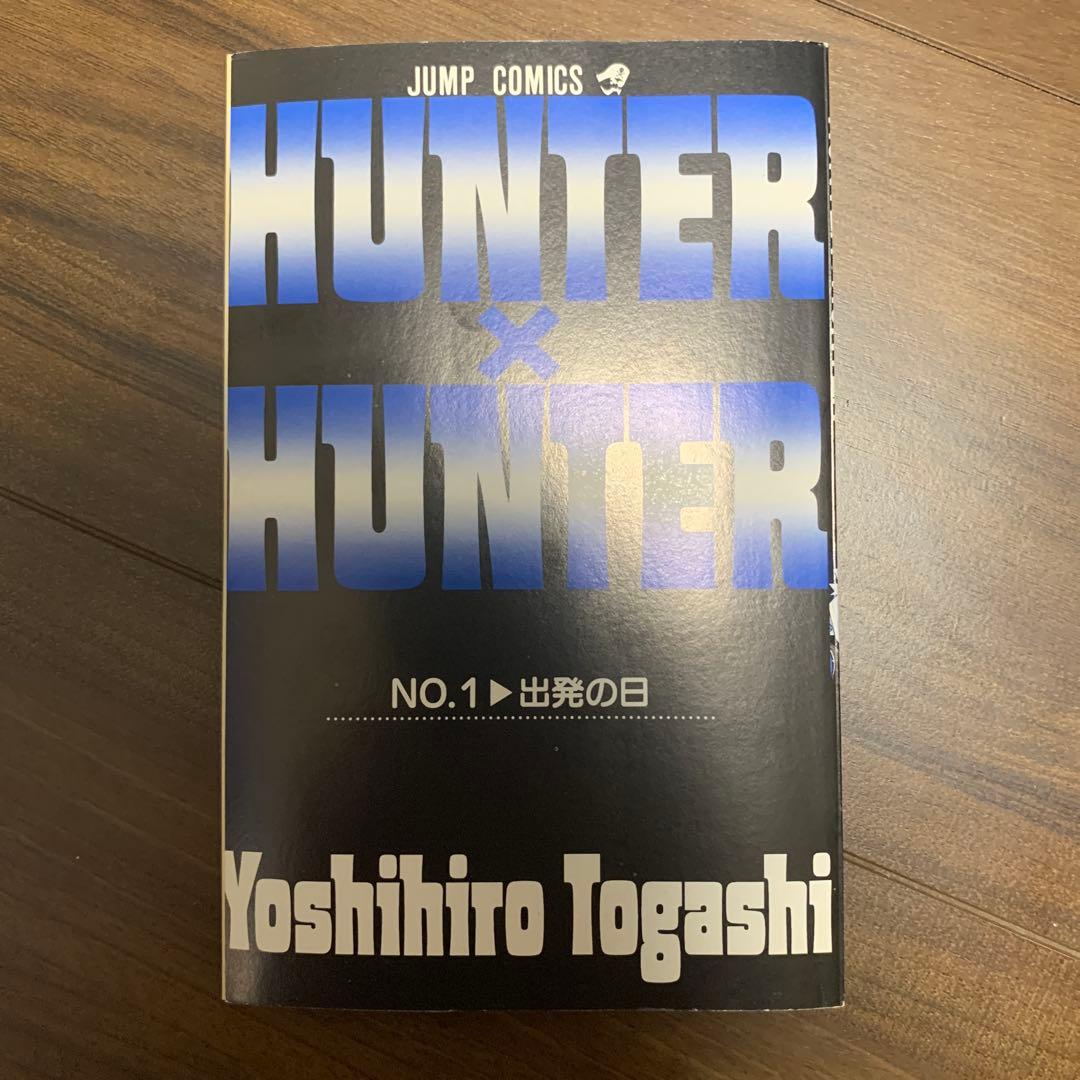 JUMP COMICS
HUNTER
×
HUNTER
NO.1▶出発の日
Yoshihiro Togashi